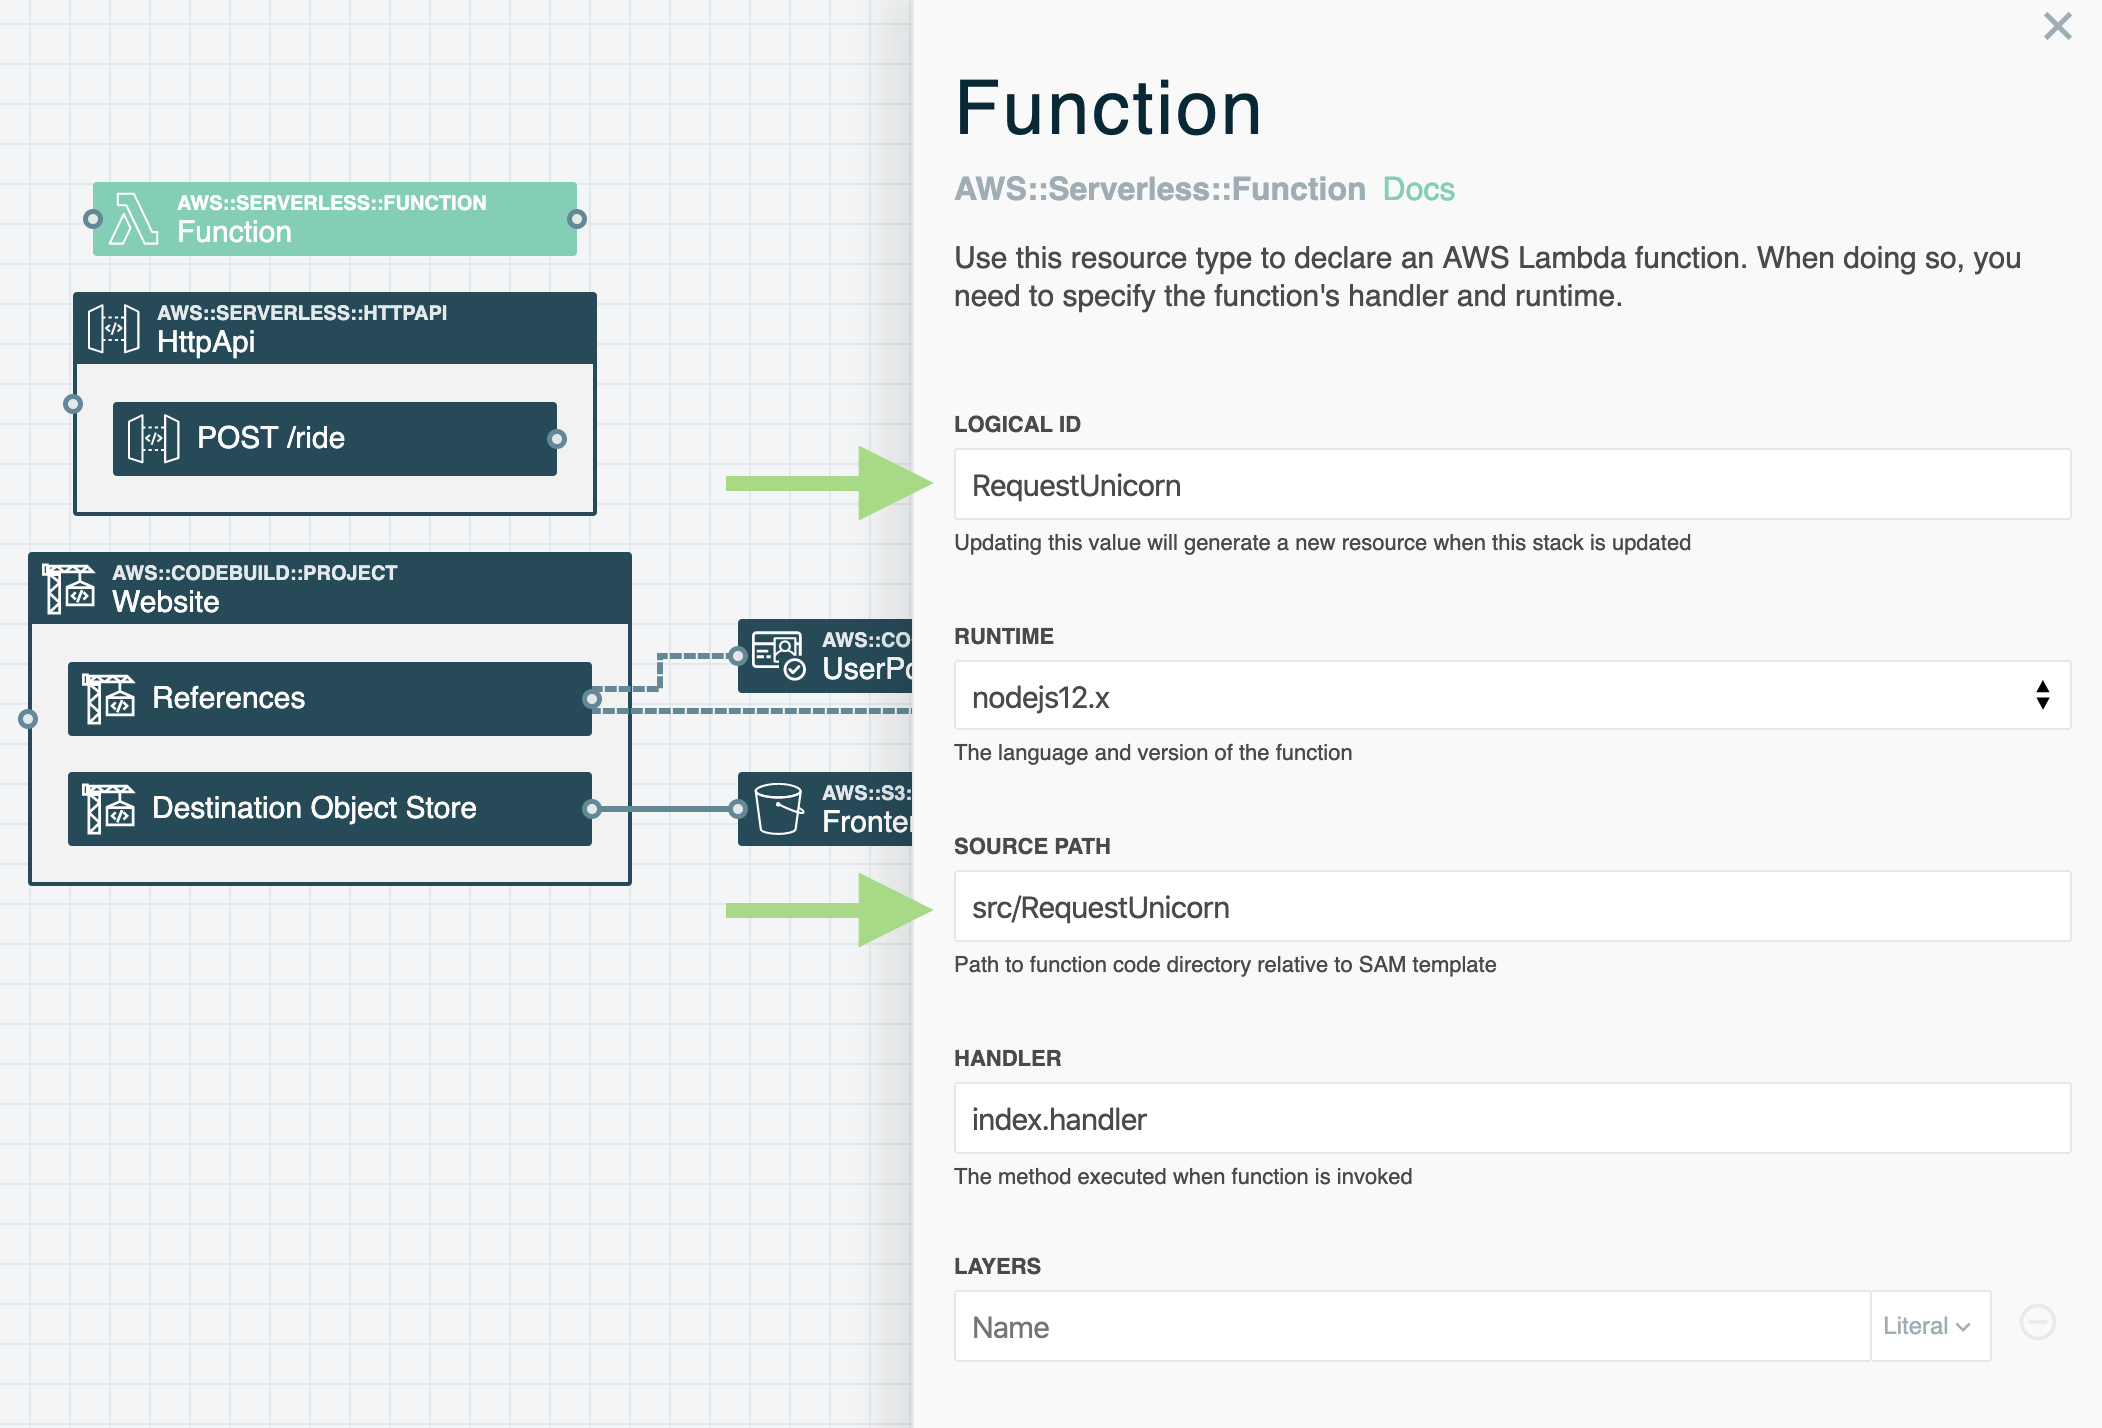 AWS::SERVERLESS::FUNCTION
Function
AWS::SERVERLESS::HTTPAPI
HttpApi
POST /ride
AWS::CODEBUILD::PROJECT
Website
References
Destination Object Store
AWS::CO
UserPo
AWS::S3:
Fronte
Function
AWS::Serverless::Function Docs
Use this resource type to declare an AWS Lambda function. When doing so, you
need to specify the function's handler and runtime.
LOGICAL ID
RequestUnicorn
Updating this value will generate a new resource when this stack is updated
RUNTIME
nodejs12.x
The language and version of the function
SOURCE PATH
src/RequestUnicorn
Path to function code directory relative to SAM template
HANDLER
index.handler
The method executed when function is invoked
LAYERS
Name
Literal